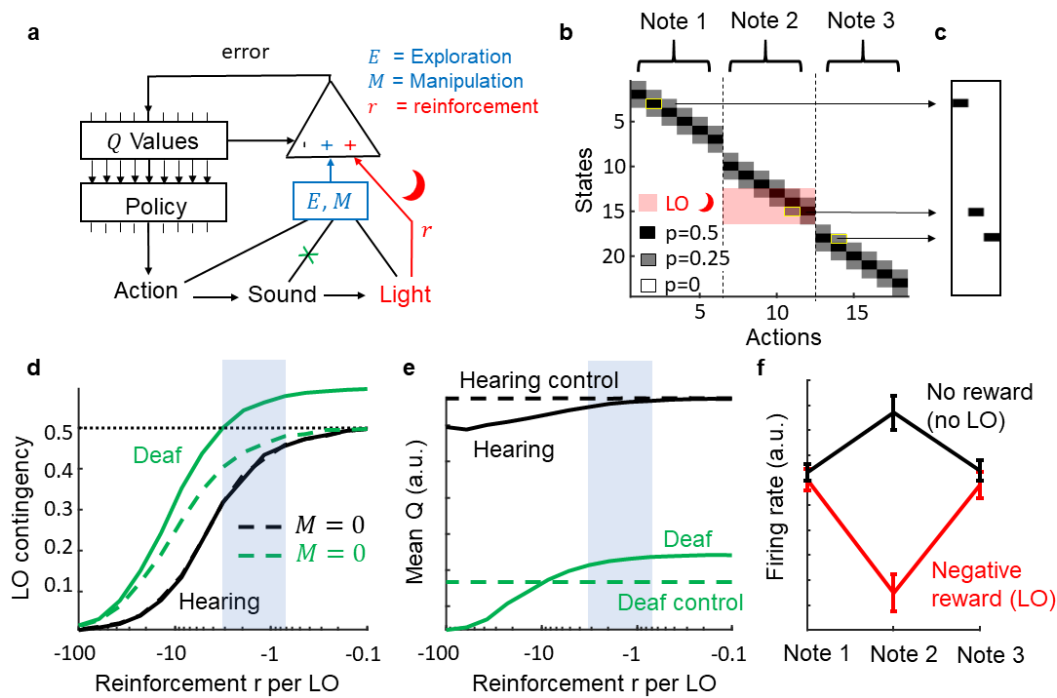 a
error
E = Exploration
M = Manipulation
r = reinforcement
Q Values
- + +
Policy
E, M
r
Action
Sound
Light
b
Note 1 Note 2 Note 3
States
5
10
15
20
LO
p=0.5
p=0.25
p=0
5 10 15
Actions
c
d
LO contingency
0.5
0.4
0.3
0.2
0.1
Deaf
M = 0
M = 0
Hearing
-100 -10 -1 -0.1
Reinforcement r per LO
e
Mean Q (a.u.)
Hearing control
Hearing
Deaf
Deaf control
-100 -10 -1 -0.1
Reinforcement r per LO
f
Firing rate (a.u.)
No reward
(no LO)
Negative
reward (LO)
Note 1 Note 2 Note 3